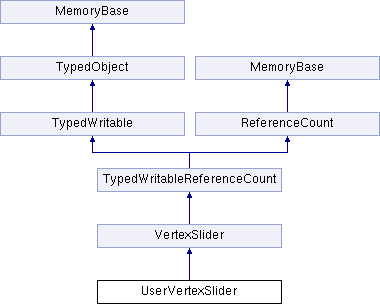 MemoryBase
TypedObject
MemoryBase
TypedWritable
ReferenceCount
TypedWritableReferenceCount
VertexSlider
UserVertexSlider